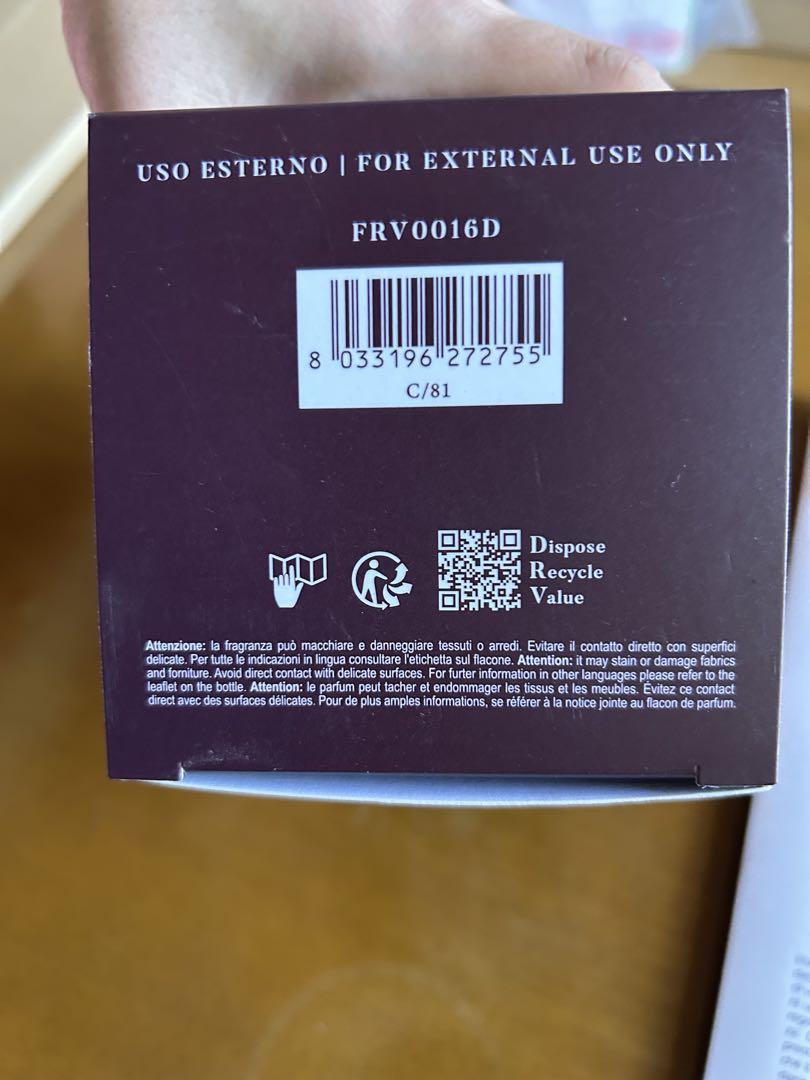 USO ESTERNO | FOR EXTERNAL USE ONLY
FRV0016D
8 033196 272755
C/81
Dispose
Recycle
Value
Attenzione: la fragranza può macchiare e danneggiare tessuti o arredi. Evitare il contatto diretto con superfici
delicate. Per tutte le indicazioni in lingua consultare l'etichetta sul flacone. Attention: it may stain or damage fabrics
and forniture. Avoid direct contact with delicate surfaces. For furter information in other languages please refer to the
leaflet on the bottle. Attention: le parfum peut tacher et endommager les tissus et les meubles. Évitez ce contact
direct avec des surfaces délicates. Pour de plus amples informations, se référer à la notice jointe au flacon de parfum.